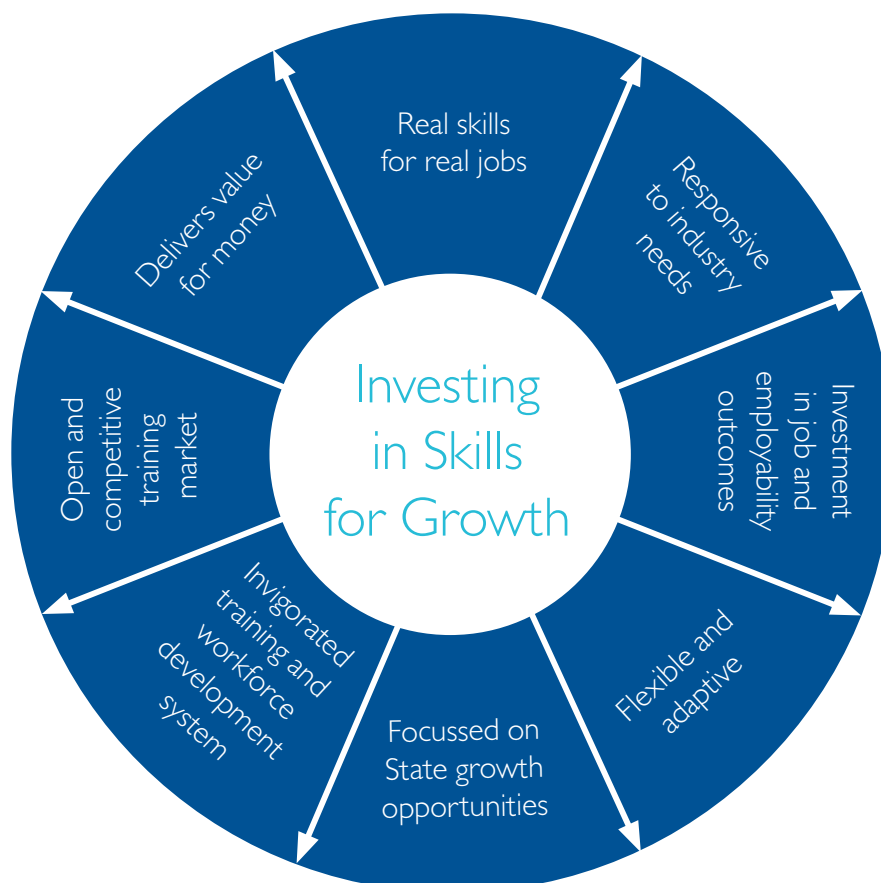 Real skills
for real jobs
Responsive
to industry
needs
Investment
in job and
employability
outcomes
Flexible and
adaptive
Focussed on
State growth
opportunities
Invigorated
training and
workforce
development
system
Open and
competitive
training
market
Delivers value
for money
Investing
in Skills
for Growth